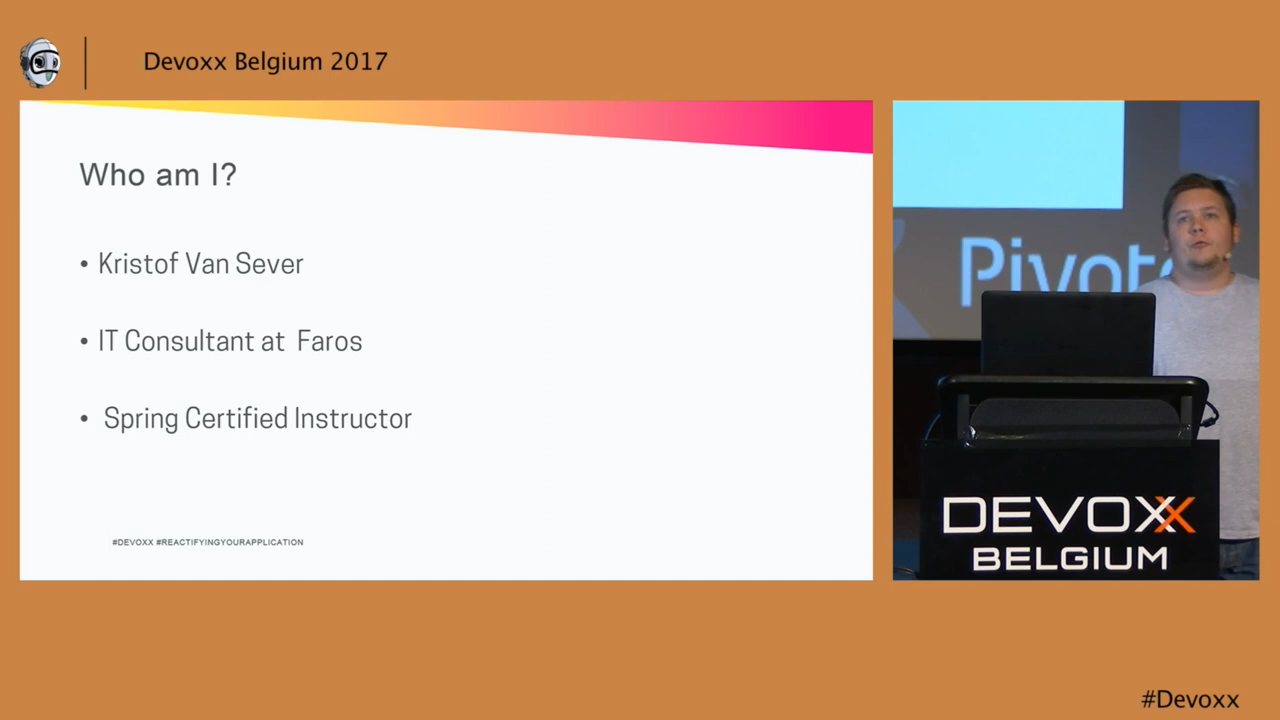 Devoxx Belgium 2017
Who am I?
• Kristof Van Sever
• IT Consultant at Faros
• Spring Certified Instructor
#DEVOXX #REACTIFYINGYOURAPPLICATION
DEVOXX
BELGIUM
#Devoxx